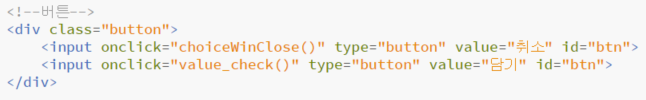 <!--버튼-->
<div class="button">
    <input onclick="choiceWinClose()" type="button" value="취소" id="btn">
    <input onclick="value_check()" type="button" value="담기" id="btn">
</div>